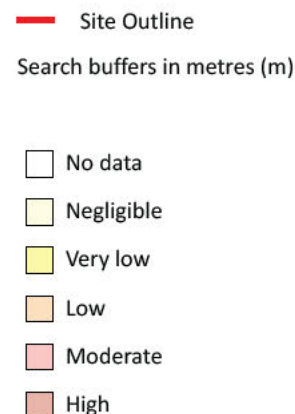 Site Outline
Search buffers in metres (m)
No data
Negligible
Very low
Low
Moderate
High